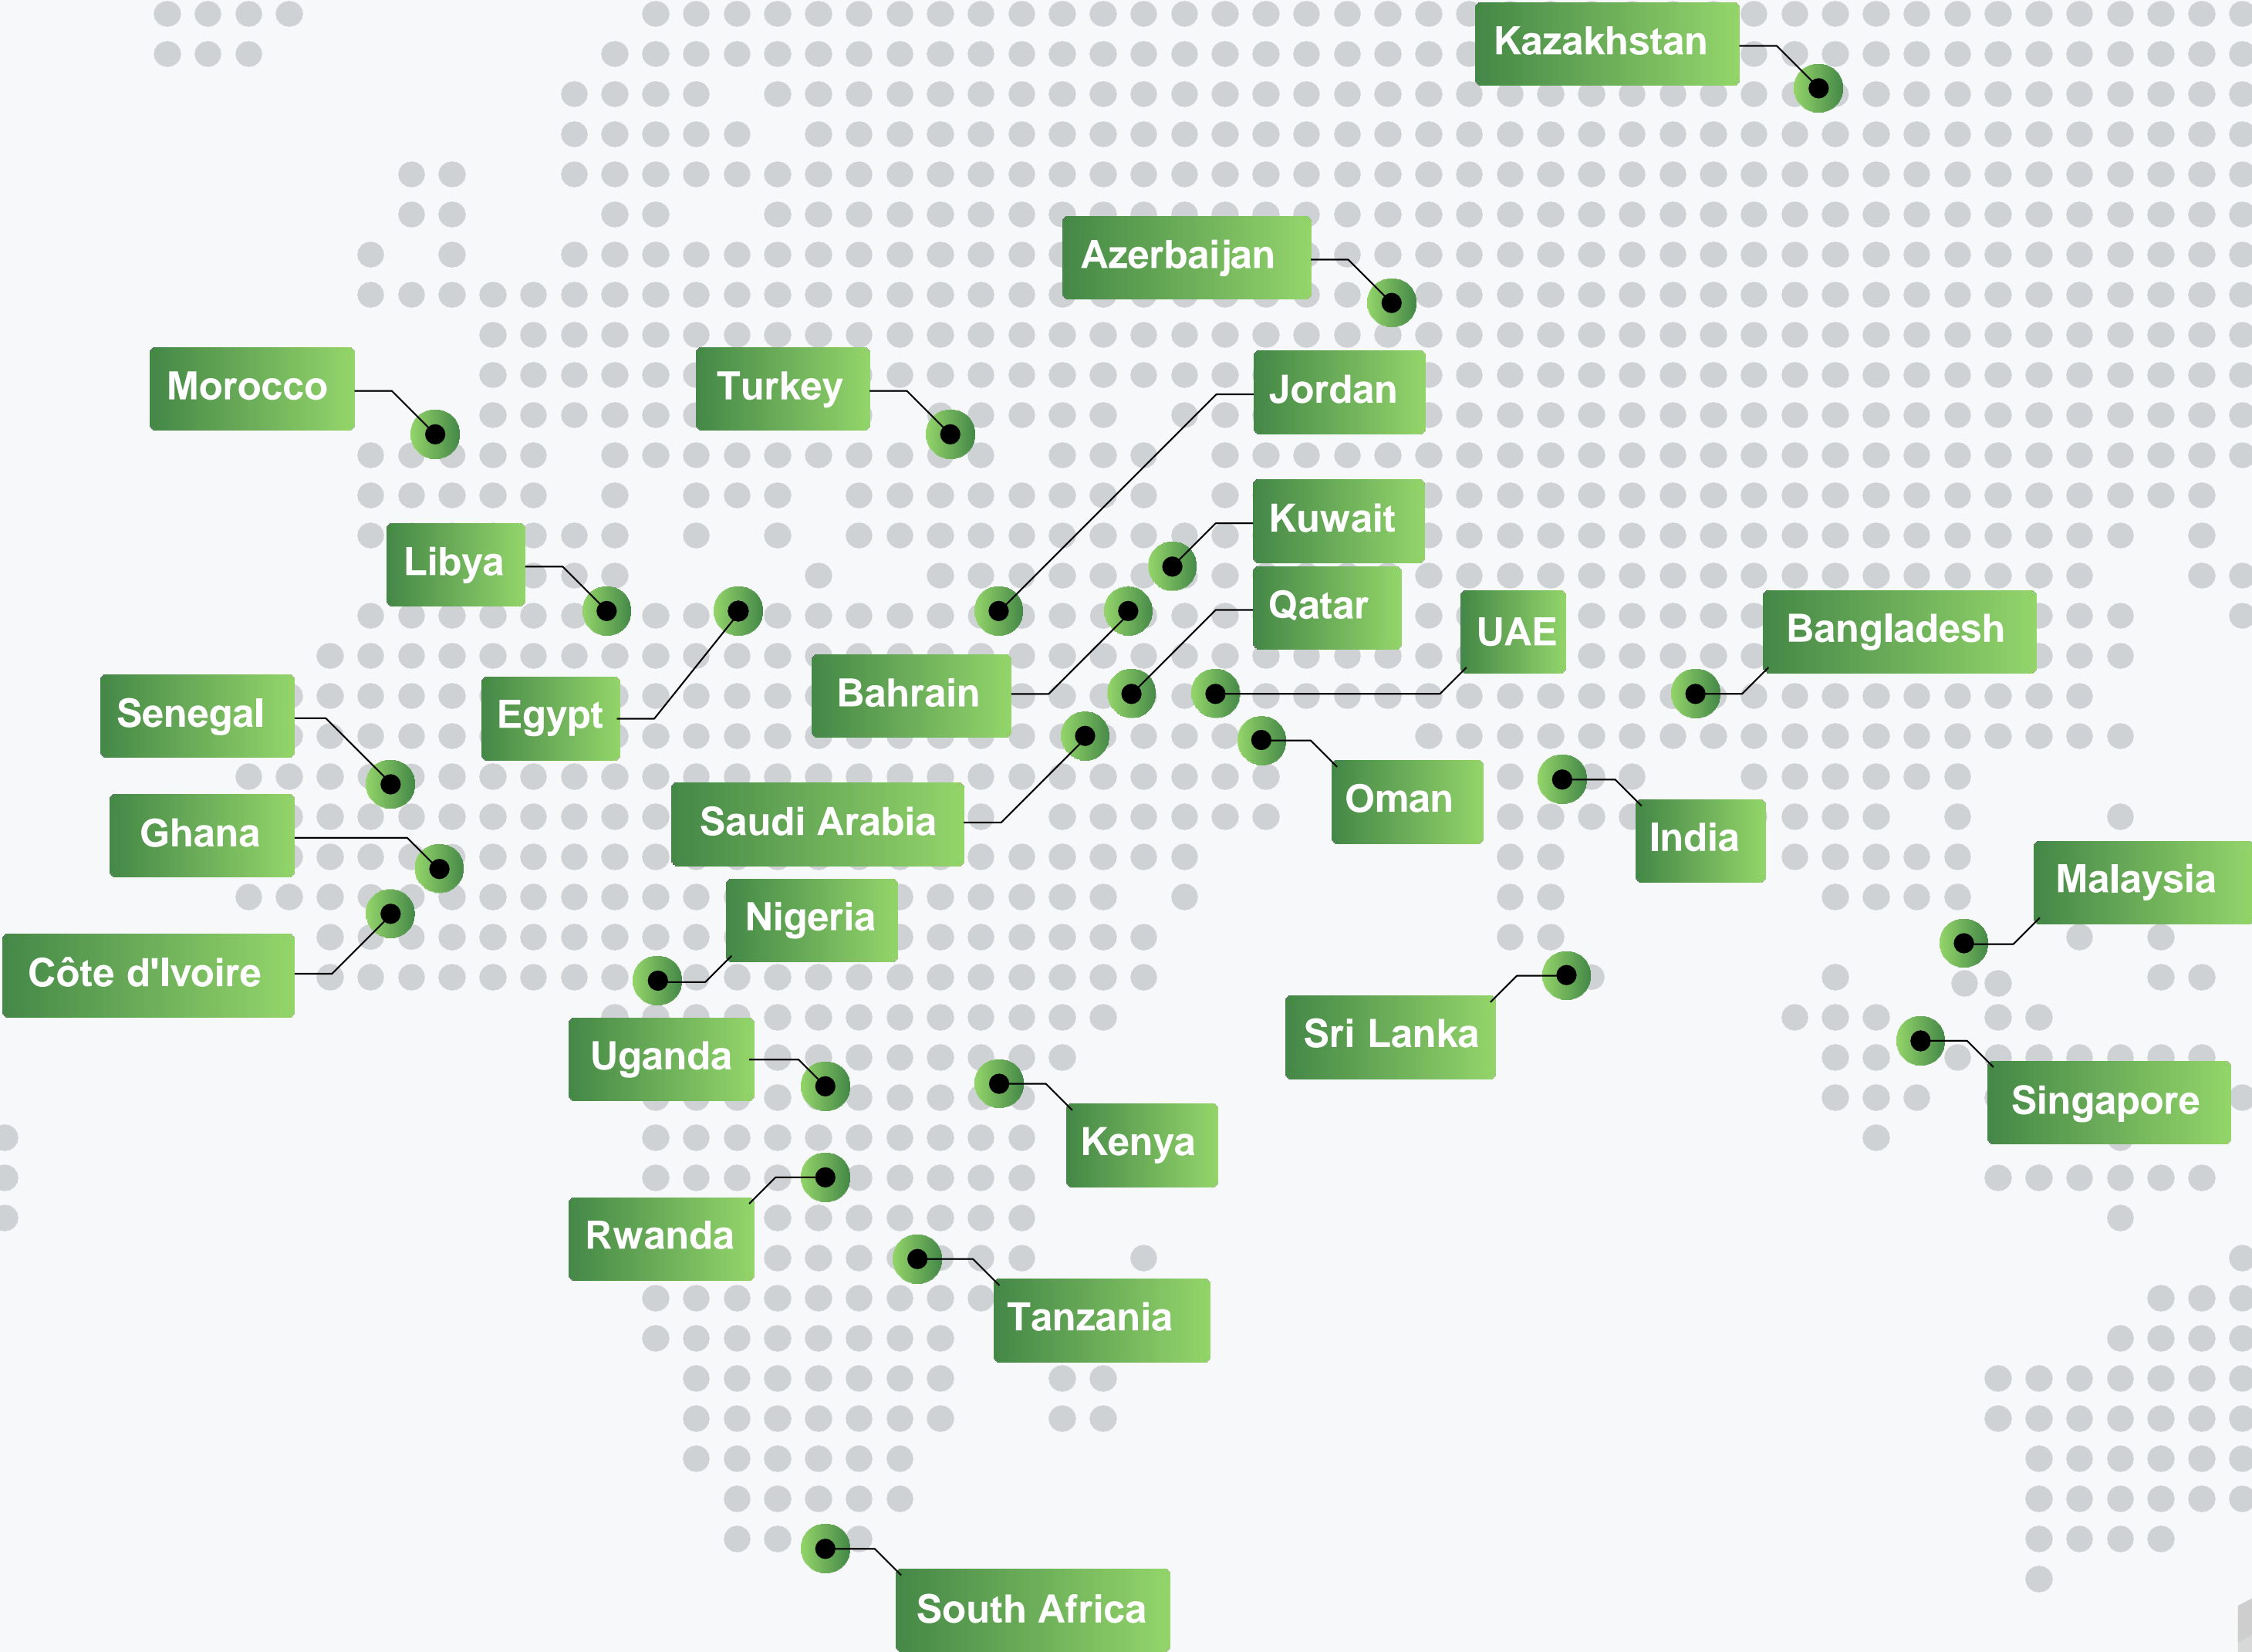 Kazakhstan
Azerbaijan
Morocco
Turkey
Jordan
Kuwait
Libya
Qatar
UAE
Bangladesh
Bahrain
Senegal
Egypt
Oman
Saudi Arabia
Ghana
India
Malaysia
Nigeria
Côte d'Ivoire
Sri Lanka
Uganda
Singapore
Kenya
Rwanda
Tanzania
South Africa